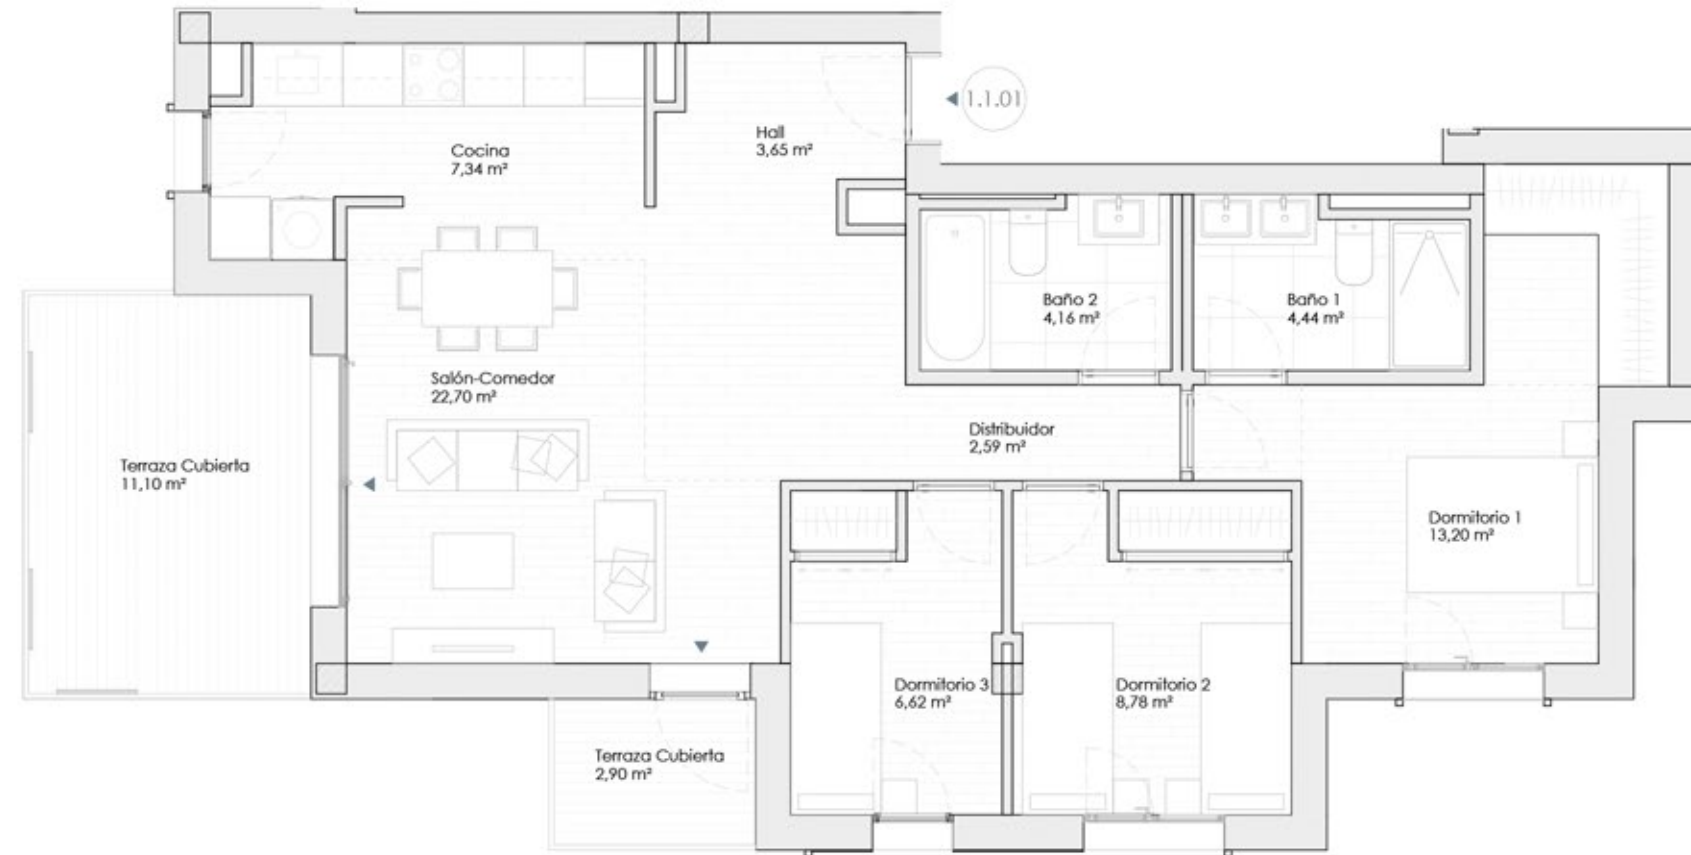 1.1.01
Hall
3,65 m²
Cocina
7,34 m²
Baño 2
4,16 m²
Baño 1
4,44 m²
Salón-Comedor
22,70 m²
Distribuidor
2,59 m²
Terraza Cubierta
11,10 m²
Dormitorio 1
13,20 m²
Dormitorio 3
6,62 m²
Dormitorio 2
8,78 m²
Terraza Cubierta
2,90 m²